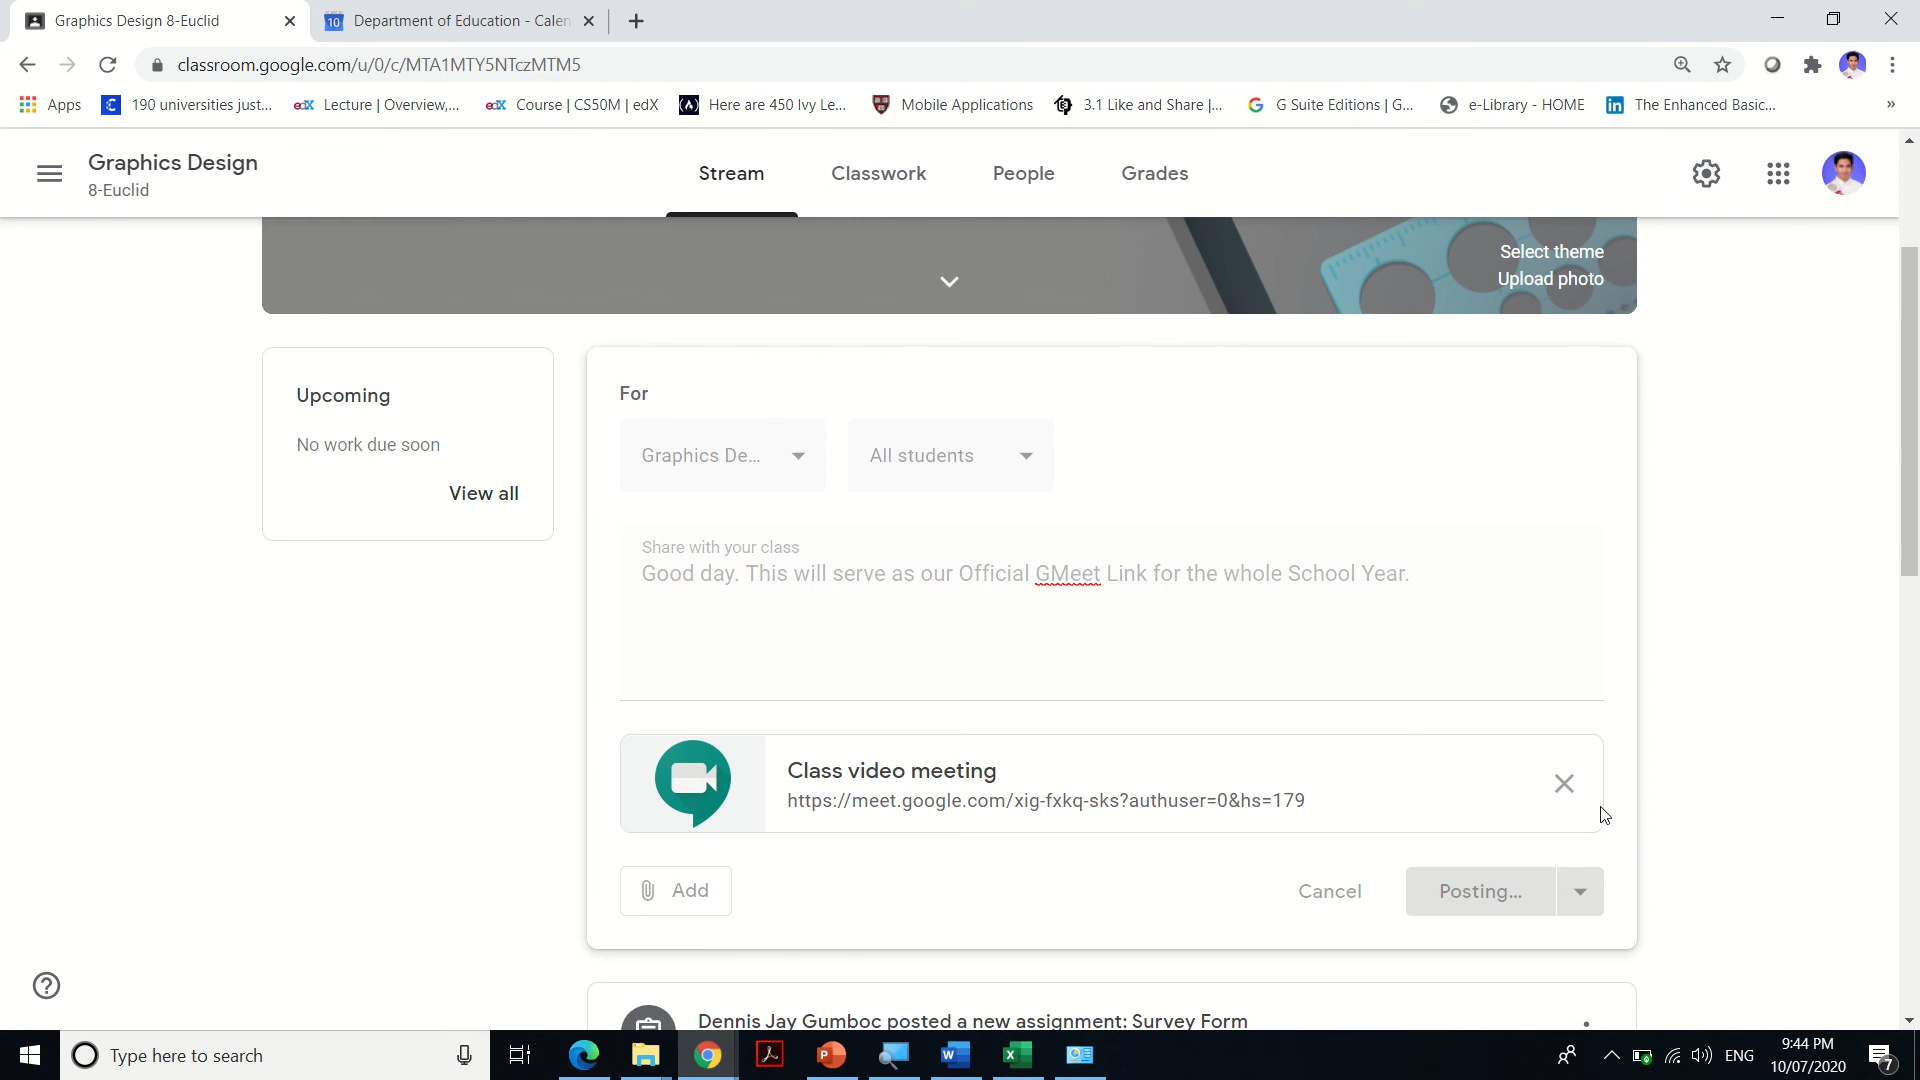 Graphics Design 8-Euclid
10 Department of Education - Calen
classroom.google.com/u/0/c/MTA1MTY5NTczMTM5
Apps
190 universities just...
edX Lecture | Overview,...
edX Course | CS50M | edX
Here are 450 Ivy Le...
Mobile Applications
3.1 Like and Share |...
G Suite Editions | G...
e-Library - HOME
in The Enhanced Basic...
»
Graphics Design
8-Euclid
Stream
Classwork
People
Grades
Select theme
Upload photo
Upcoming
No work due soon
View all
For
Graphics De...
All students
Share with your class
Good day. This will serve as our Official GMeet Link for the whole School Year.
Class video meeting
https://meet.google.com/xig-fxkq-sks?authuser=0&hs=179
Add
Cancel
Posting...
Dennis Jay Gumboc posted a new assignment: Survey Form
Type here to search
ENG
9:44 PM
10/07/2020
7